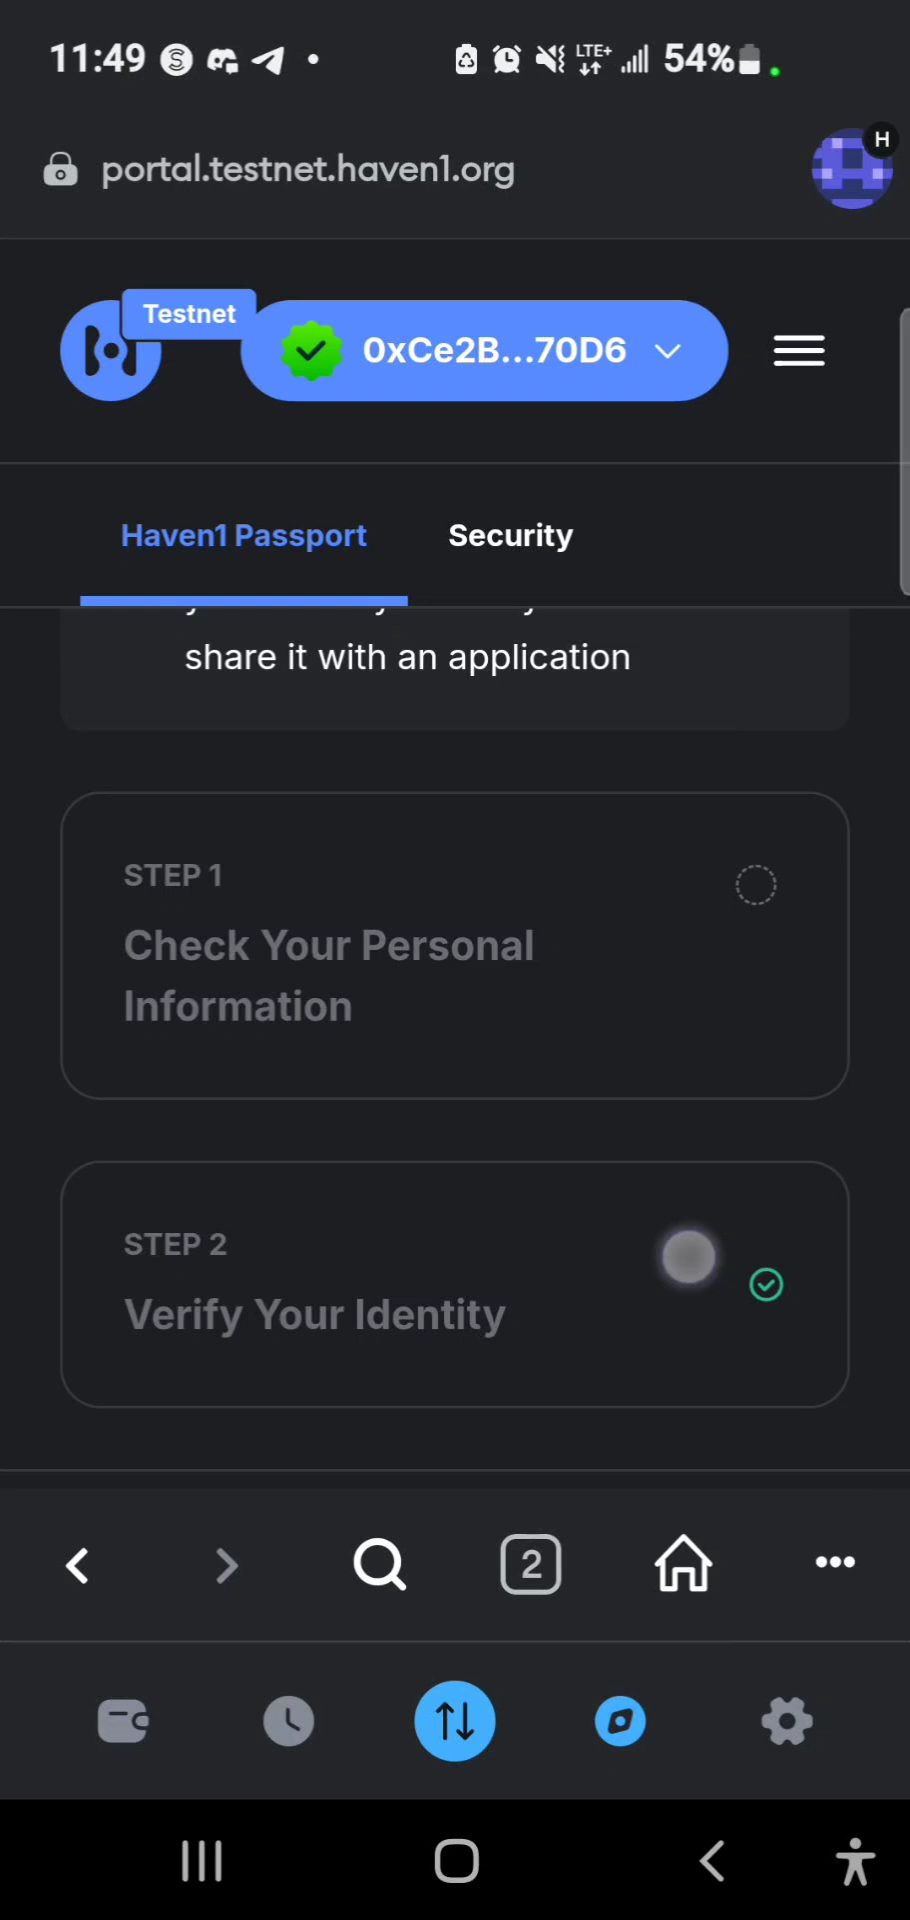 11:49
LTE+
54%
portal.testnet.haven1.org
H
Testnet
0xCe2B...70D6
Haven1 Passport
Security
share it with an application
STEP 1
Check Your Personal
Information
STEP 2
Verify Your Identity
2